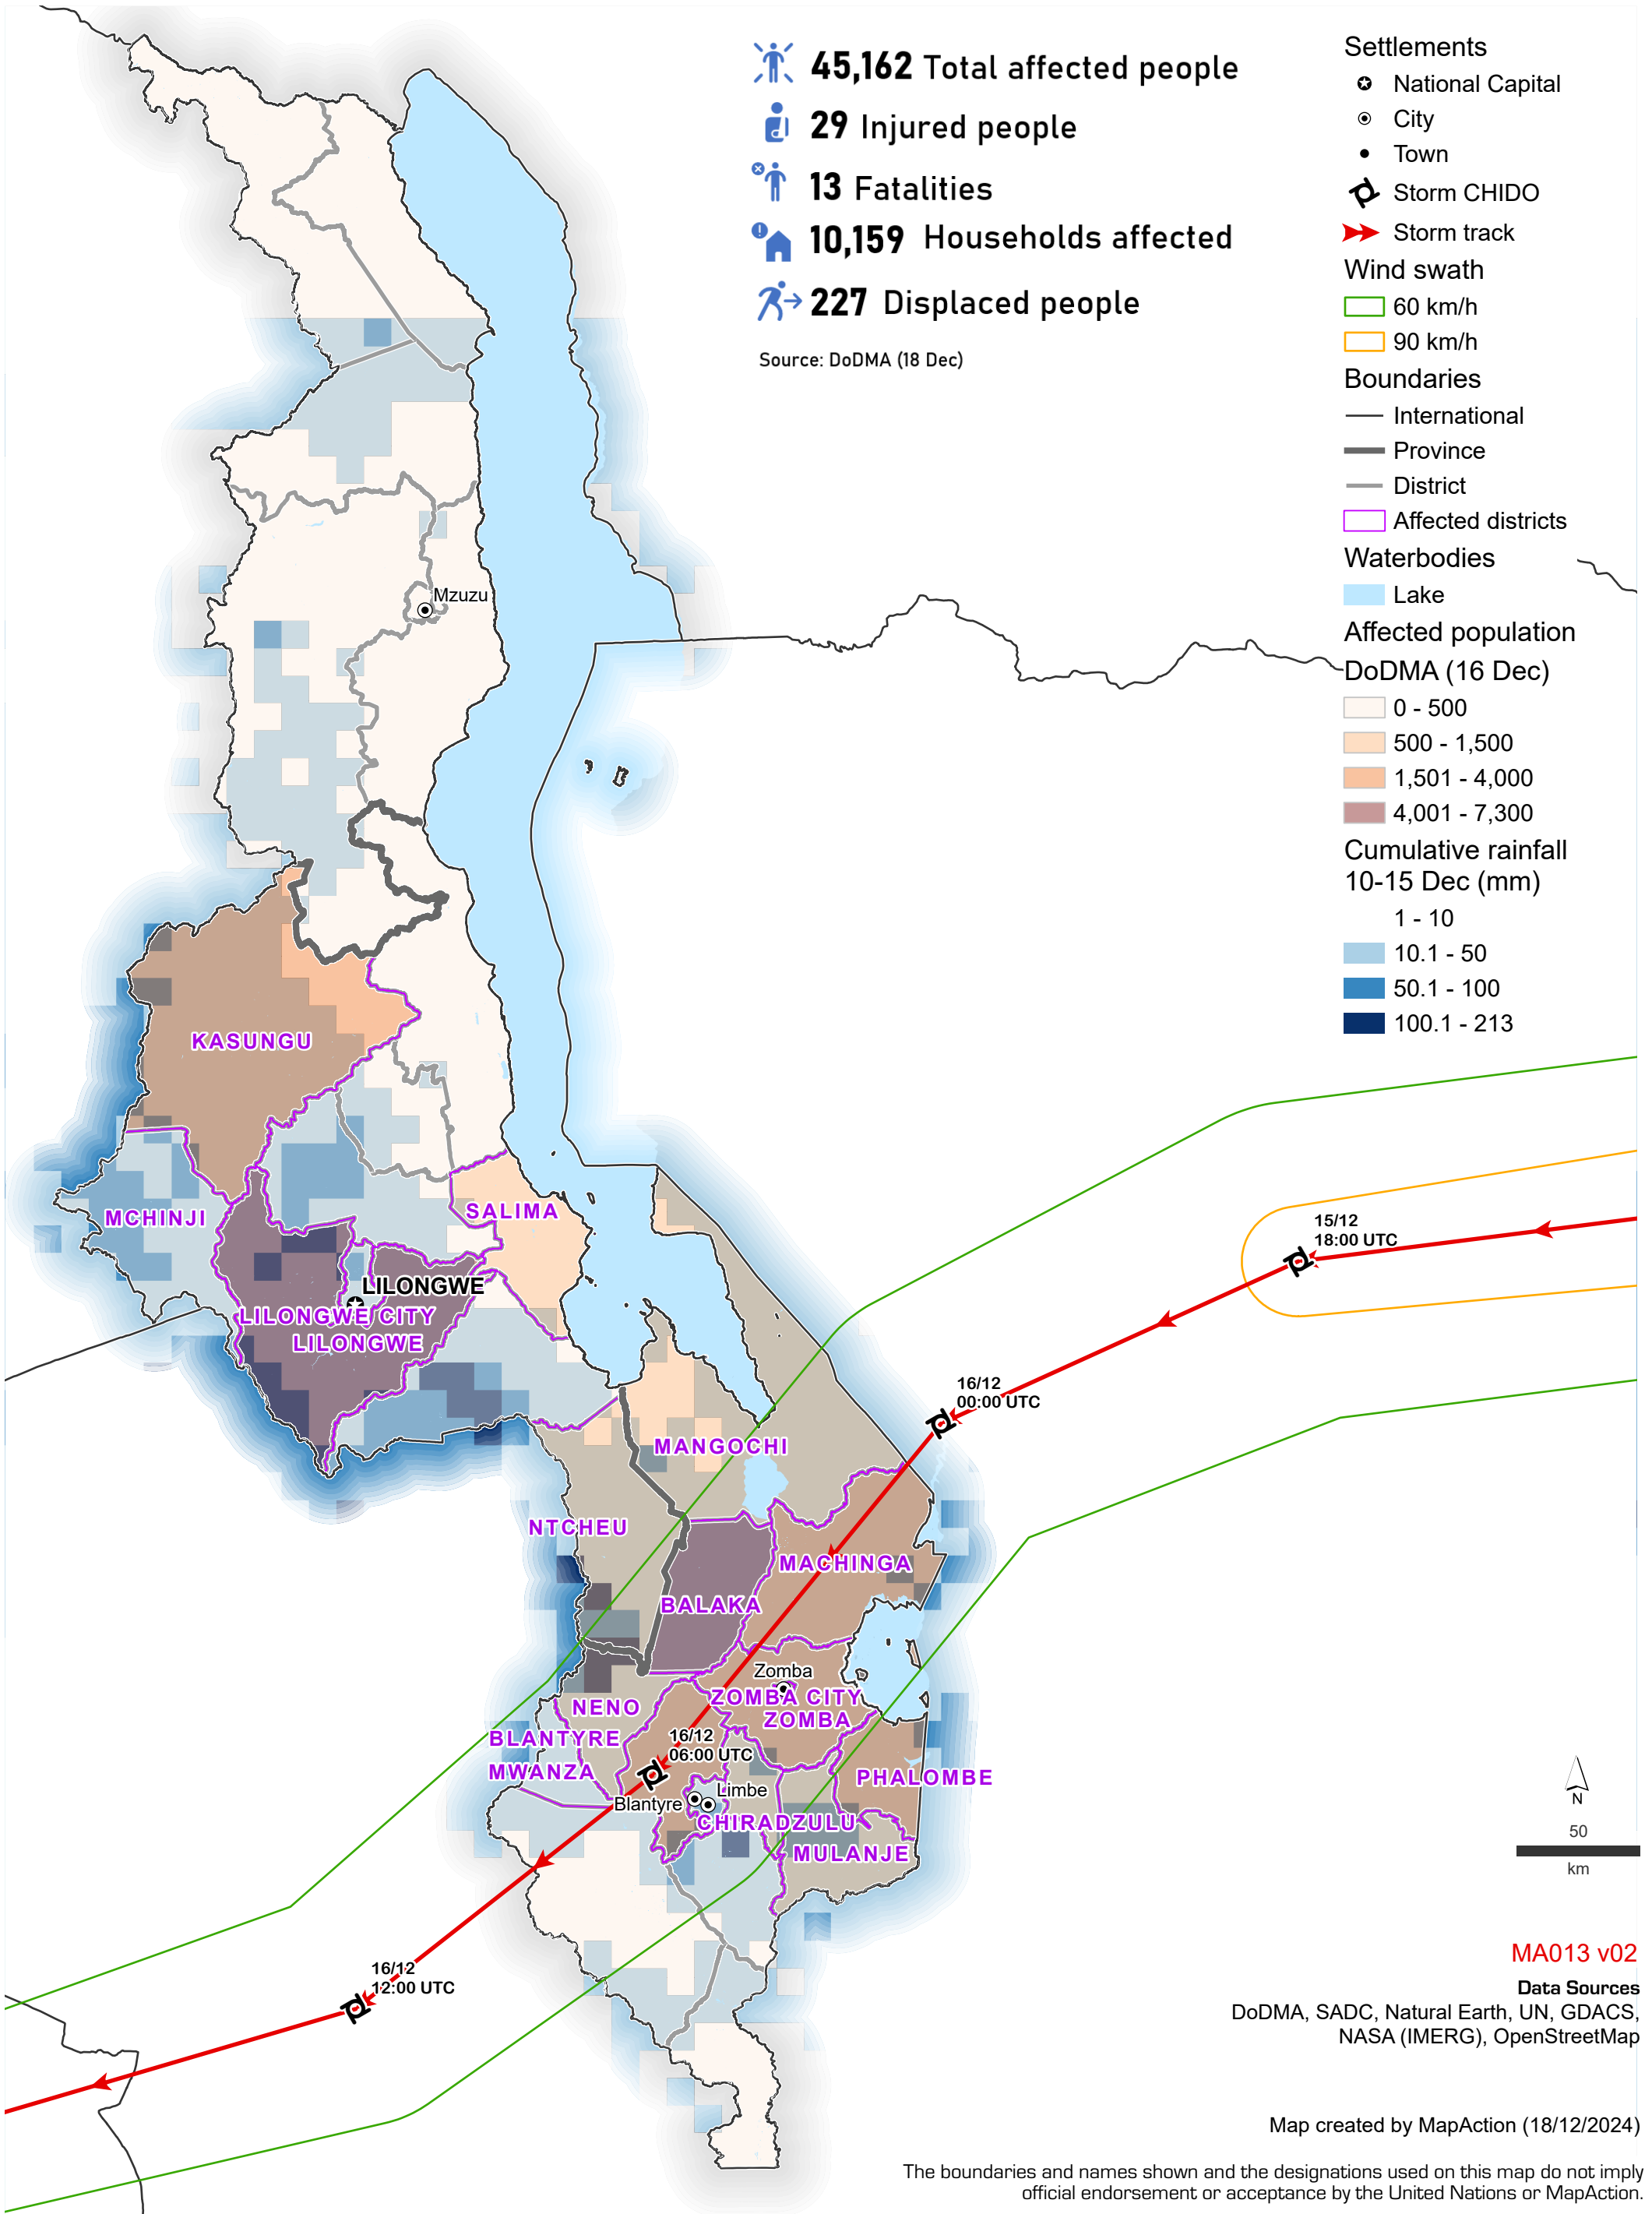 45,162 Total affected people
29 Injured people
13 Fatalities
10,159 Households affected
227 Displaced people
Source: DoDMA (18 Dec)
Settlements
National Capital
City
Town
Storm CHIDO
Storm track
Wind swath
60 km/h
90 km/h
Boundaries
International
Province
District
Affected districts
Waterbodies
Lake
Affected population
DoDMA (16 Dec)
0 - 500
500 - 1,500
1,501 - 4,000
4,001 - 7,300
Cumulative rainfall
10-15 Dec (mm)
1 - 10
10.1 - 50
50.1 - 100
100.1 - 213
Mzuzu
KASUNGU
MCHINJI
SALIMA
LILONGWE
LILONGWE CITY
LILONGWE
15/12
18:00 UTC
16/12
00:00 UTC
MANGOCHI
NTCHEU
MACHINGA
BALAKA
Zomba
ZOMBA CITY
ZOMBA
NENO
BLANTYRE
MWANZA
16/12
06:00 UTC
PHALOMBE
Limbe
Blantyre
CHIRADZULU
MULANJE
16/12
12:00 UTC
N
50
km
MA013 v02
Data Sources
DoDMA, SADC, Natural Earth, UN, GDACS,
NASA (IMERG), OpenStreetMap
Map created by MapAction (18/12/2024)
The boundaries and names shown and the designations used on this map do not imply
official endorsement or acceptance by the United Nations or MapAction.